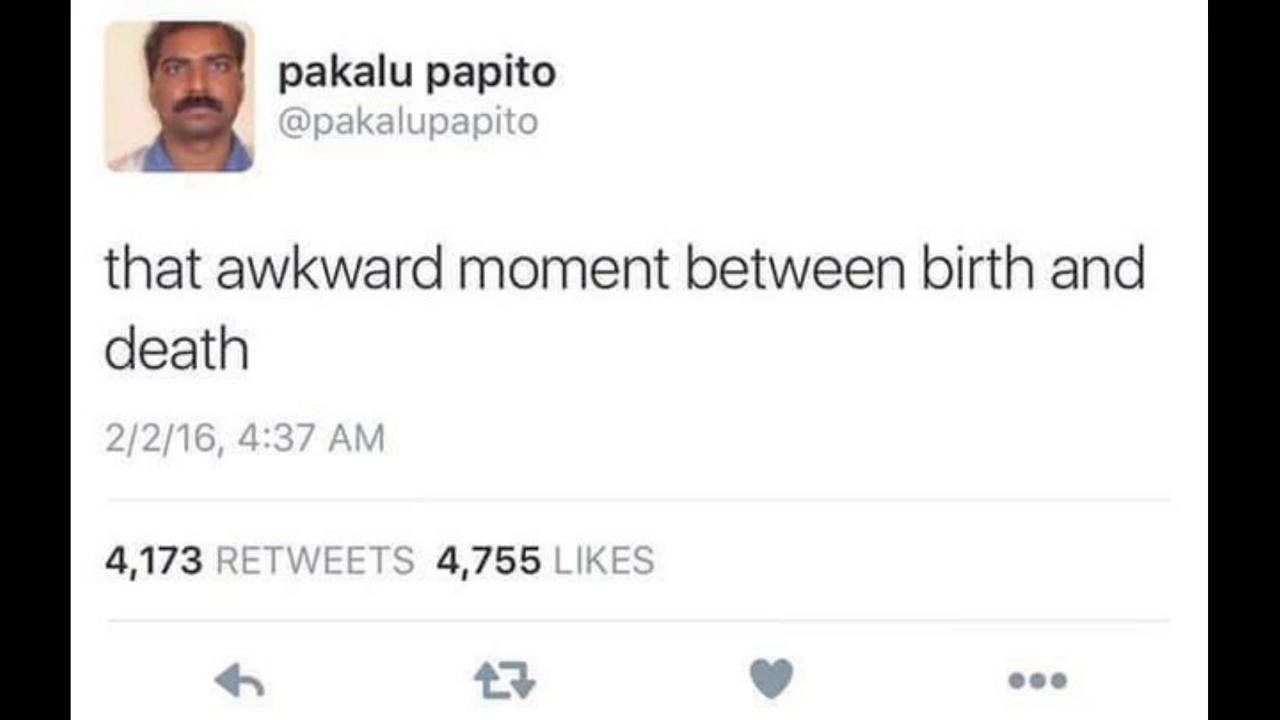 pakalu papito
@pakalupapito
that awkward moment between birth and
death
2/2/16, 4:37 AM
4,173 RETWEETS 4,755 LIKES